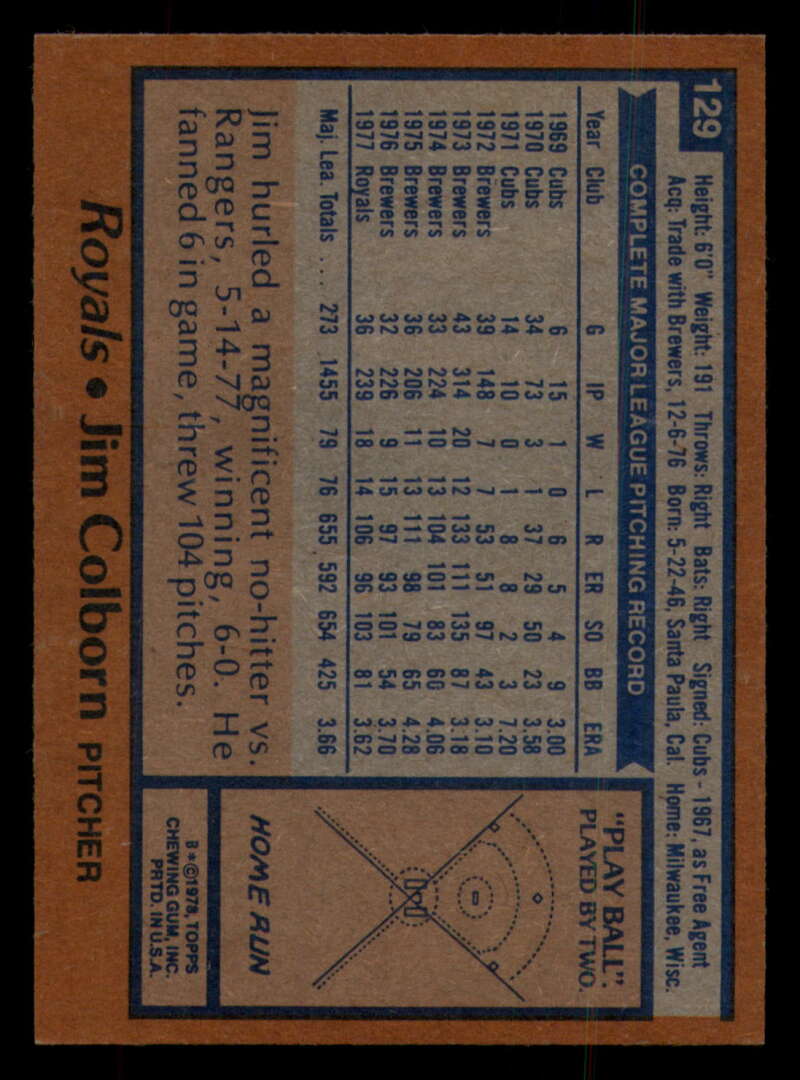 129
Height: 6'0" Weight: 191 Throws: Right Bats: Right Signed: Cubs - 1967, as Free Agent
Acq: Trade with Brewers, 12-6-76 Born: 5-22-46, Santa Paula, Cal. Home: Milwaukee, Wisc.
COMPLETE MAJOR LEAGUE PITCHING RECORD
Year Club G IP W L R ER SO BB ERA
1969 Cubs 6 15 1 0 6 5 4 9 3.00
1970 Cubs 34 73 3 1 37 29 50 23 3.58
1971 Cubs 14 10 0 1 8 8 2 3 7.20
1972 Brewers 39 148 7 7 53 51 97 43 3.10
1973 Brewers 43 314 20 12 133 111 135 87 3.18
1974 Brewers 33 224 10 13 104 101 83 60 4.06
1975 Brewers 36 206 11 13 111 98 79 65 4.28
1976 Brewers 32 226 9 15 97 93 101 54 3.70
1977 Royals 36 239 18 14 106 96 103 81 3.62
Maj. Lea. Totals ... 273 1455 79 76 655 592 654 425 3.66
Jim hurled a magnificent no-hitter vs.
Rangers, 5-14-77, winning, 6-0. He
fanned 6 in game, threw 104 pitches.
"PLAY BALL".
PLAYED BY TWO.
HOME RUN
B*©1978, TOPPS
CHEWING GUM, INC.
PRTD. IN U.S.A.
Royals • Jim Colborn PITCHER